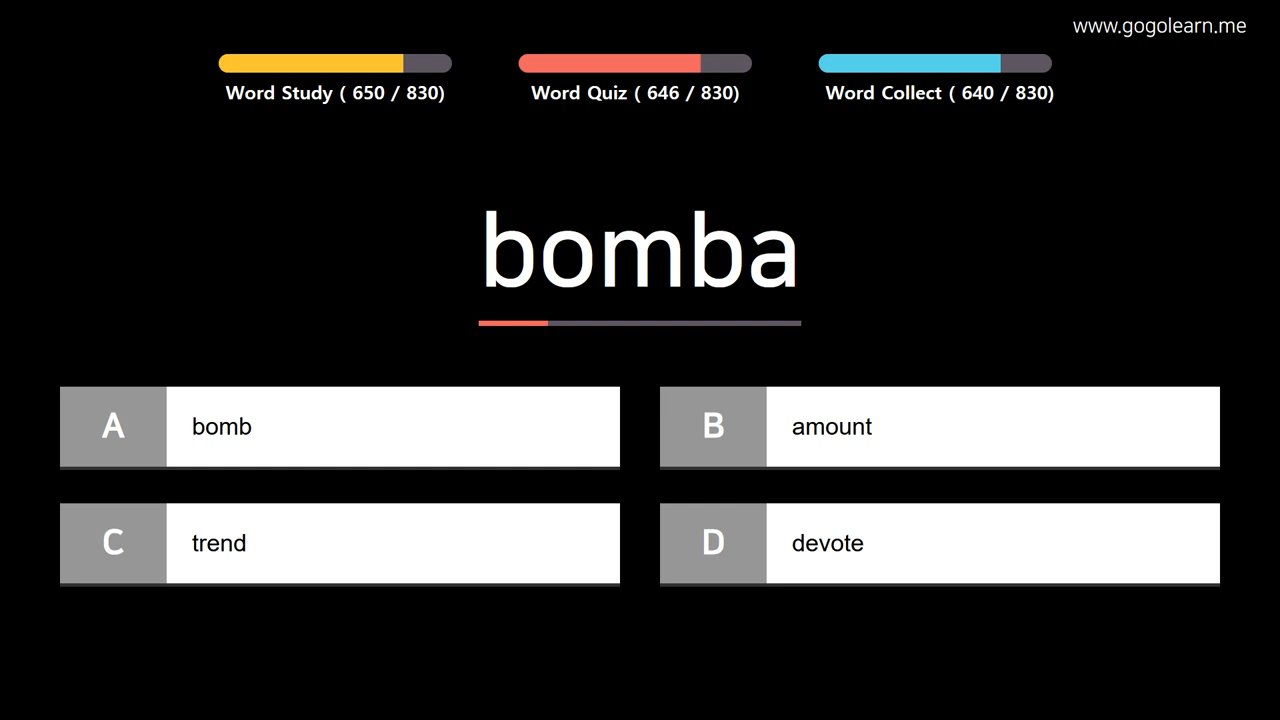 www.gogolearn.me
Word Study ( 650 / 830)
Word Quiz ( 646 / 830)
Word Collect ( 640 / 830)
bomba
A bomb
B amount
C trend
D devote